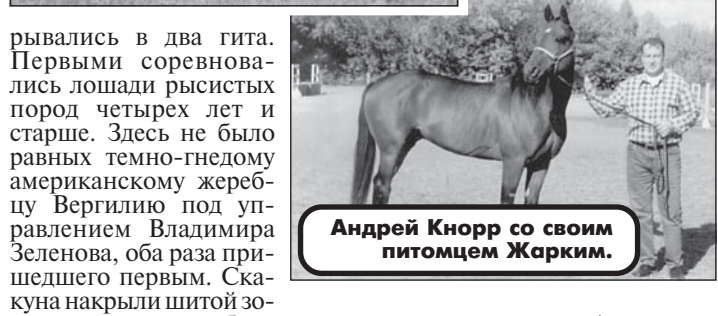 рывались в два гита.
Первыми соревнова-
лись лошади рысистых
пород четырех лет и
старше. Здесь не было
равных темно-гнедому
американскому жереб-
цу Вергилию под уп-
равлением Владимира
Зеленова, оба раза при-
шедшего первым. Ска-
куна накрыли шитой зо-
Андрей Кнорр со своим
питомцем Жарким.